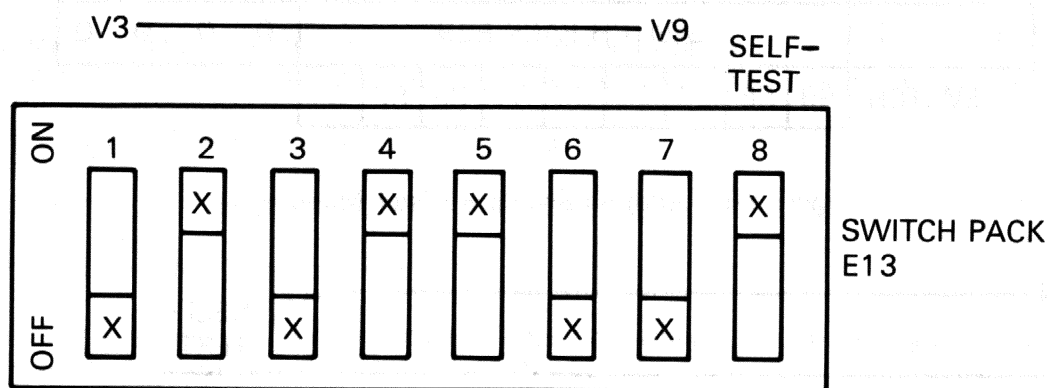 V3 V9
SELF-
TEST
ON 1 2 3 4 5 6 7 8
X X X X
OFF X X X X
SWITCH PACK
E13